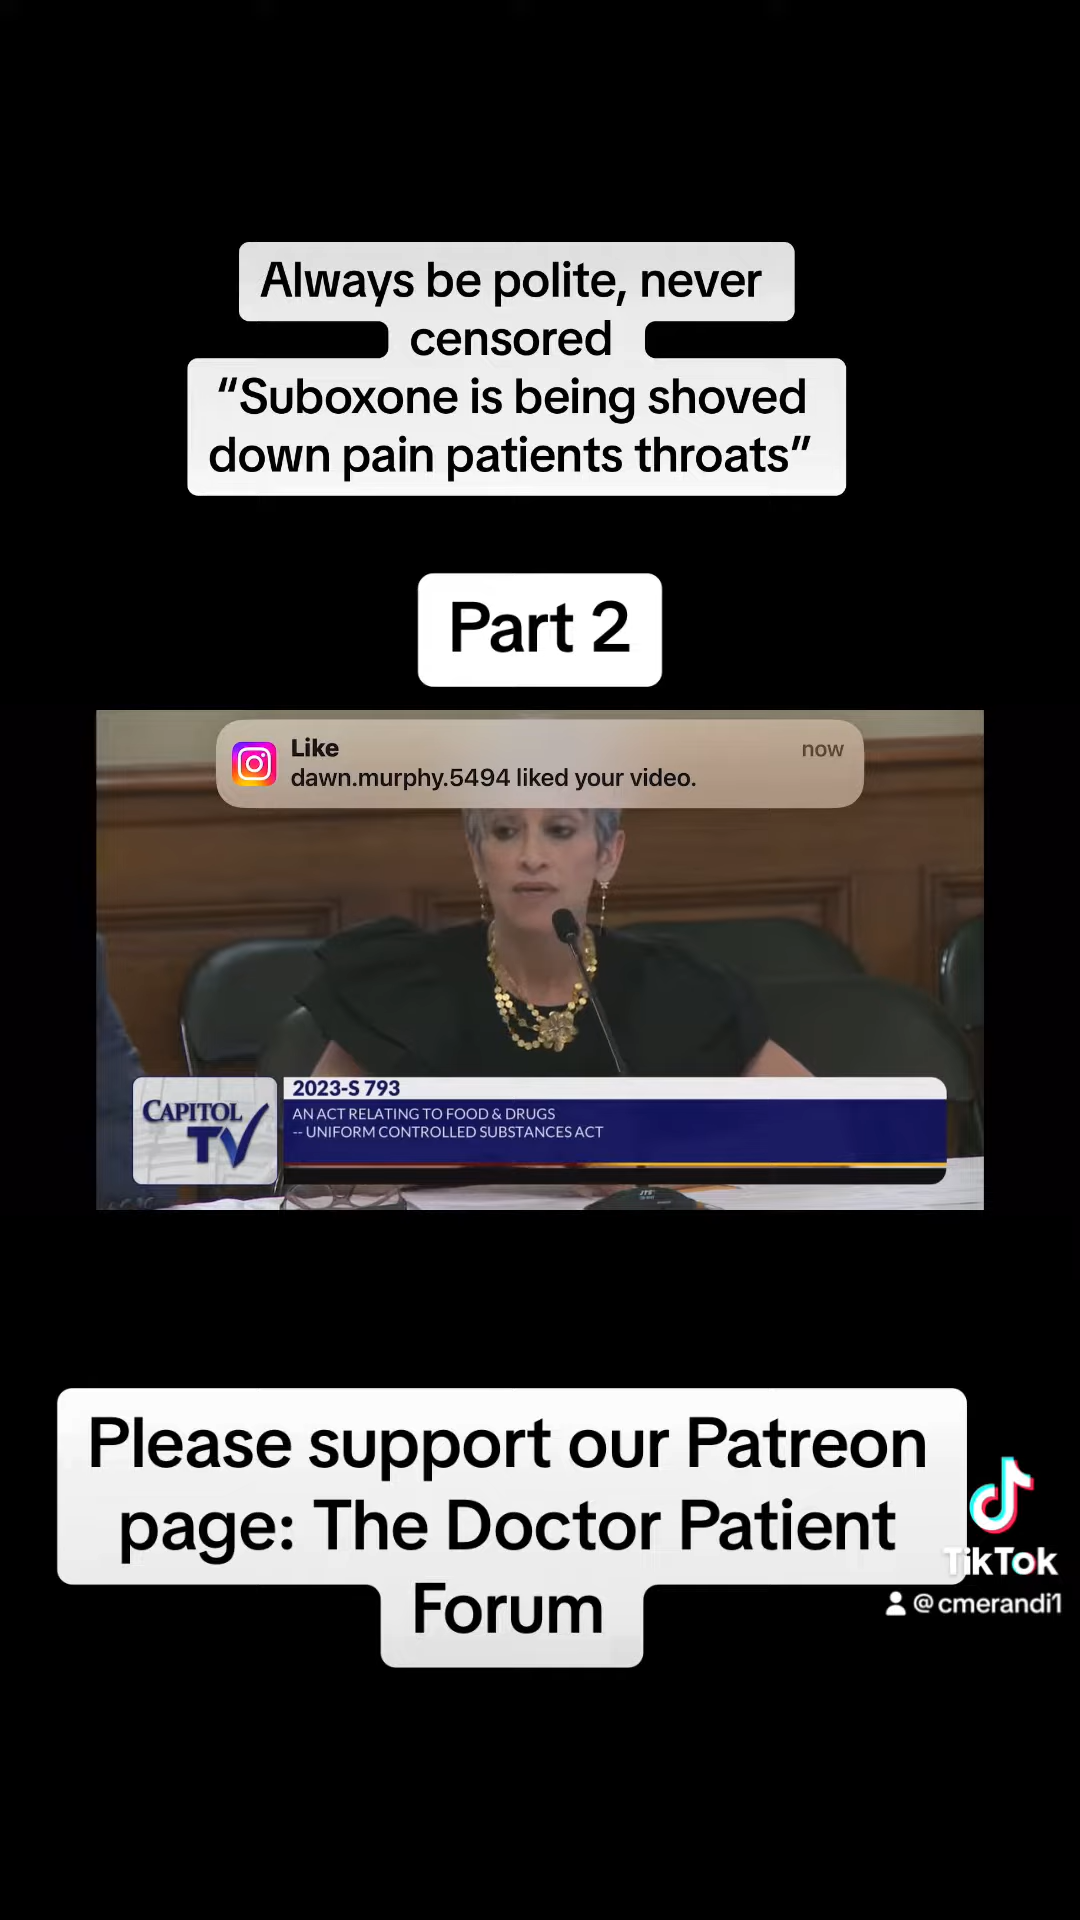 Always be polite, never
censored
“Suboxone is being shoved
down pain patients throats”
Part 2
Like
now
dawn.murphy.5494 liked your video.
2023-S 793
CAPITOL
TV
AN ACT RELATING TO FOOD & DRUGS
-- UNIFORM CONTROLLED SUBSTANCES ACT
Please support our Patreon
page: The Doctor Patient
Forum
TikTok
@cmerandi1